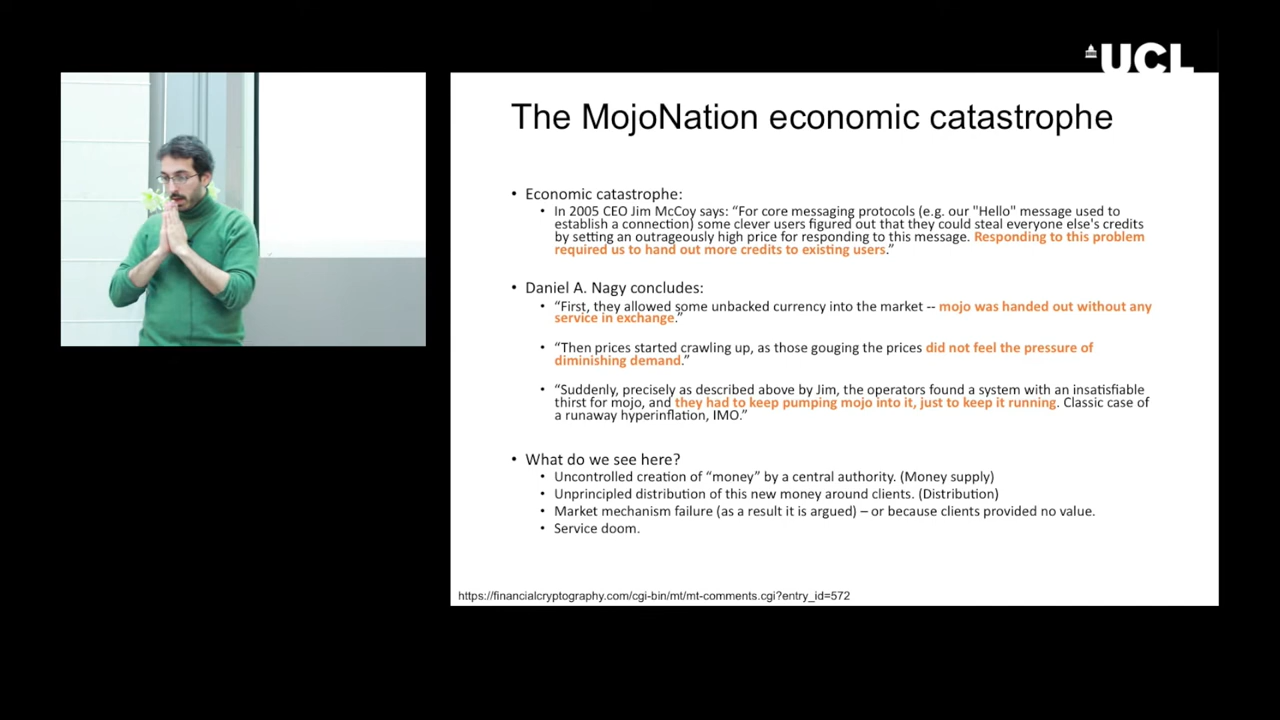 UCL
The MojoNation economic catastrophe
• Economic catastrophe:
• In 2005 CEO Jim McCoy says: “For core messaging protocols (e.g. our "Hello" message used to
establish a connection) some clever users figured out that they could steal everyone else's credits
by setting an outrageously high price for responding to this message. Responding to this problem
required us to hand out more credits to existing users.”
• Daniel A. Nagy concludes:
• “First, they allowed some unbacked currency into the market -- mojo was handed out without any
service in exchange.”
• “Then prices started crawling up, as those gouging the prices did not feel the pressure of
diminishing demand.”
• “Suddenly, precisely as described above by Jim, the operators found a system with an insatisfiable
thirst for mojo, and they had to keep pumping mojo into it, just to keep it running. Classic case of
a runaway hyperinflation, IMO.”
• What do we see here?
• Uncontrolled creation of “money” by a central authority. (Money supply)
• Unprincipled distribution of this new money around clients. (Distribution)
• Market mechanism failure (as a result it is argued) – or because clients provided no value.
• Service doom.
https://financialcryptography.com/cgi-bin/mt/mt-comments.cgi?entry_id=572